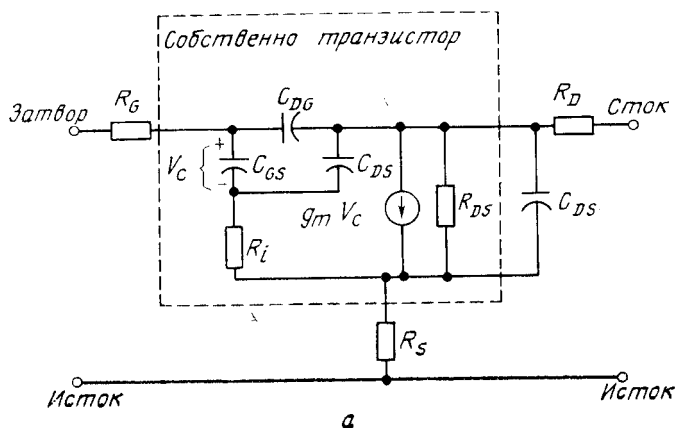 Собственно транзистор
Затвор
R_G
C_DG
R_D
Сток
V_C
+
-
C_GS
C_DS
g_m V_C
R_DS
C_DS
R_i
R_S
Исток
Исток
а